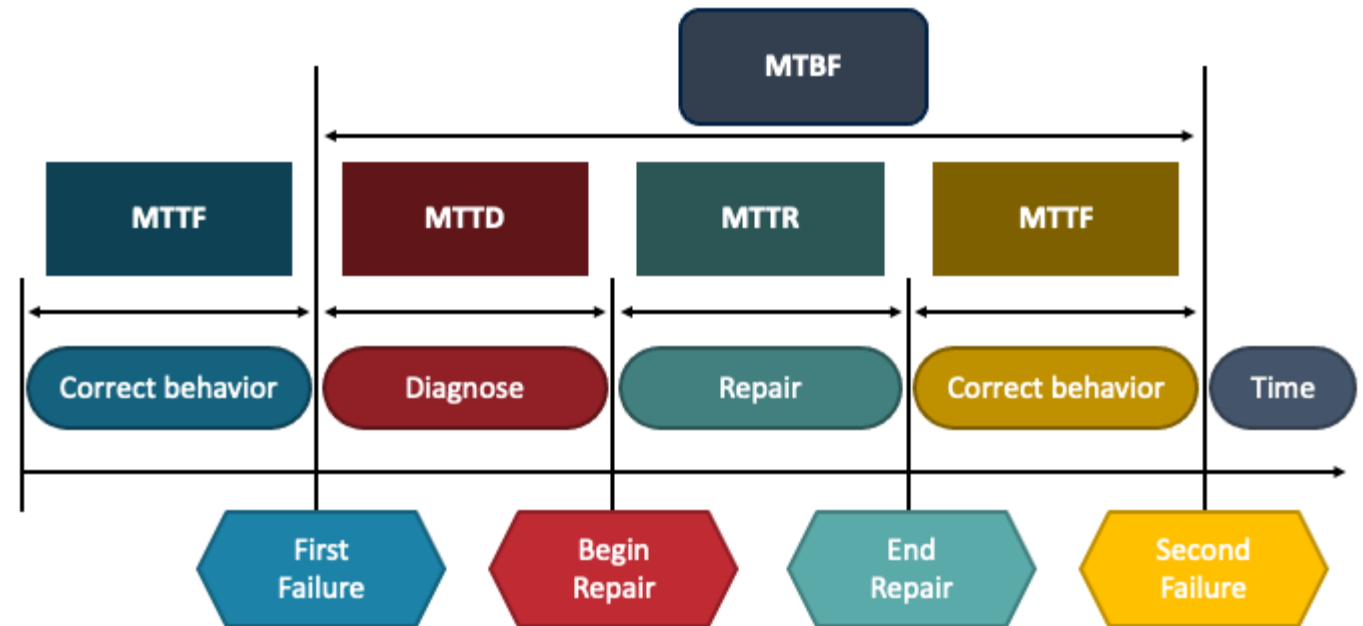 MTBF
MTTF
MTTD
MTTR
MTTF
Correct behavior
Diagnose
Repair
Correct behavior
Time
First
Failure
Begin
Repair
End
Repair
Second
Failure